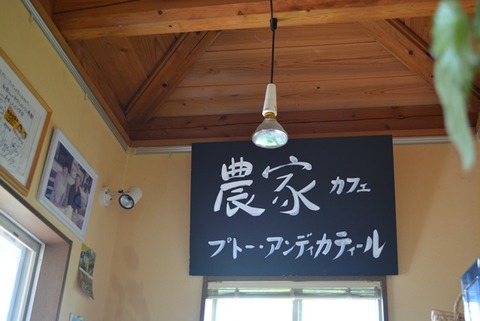 農家 カフェ
プトー・アンディカティール